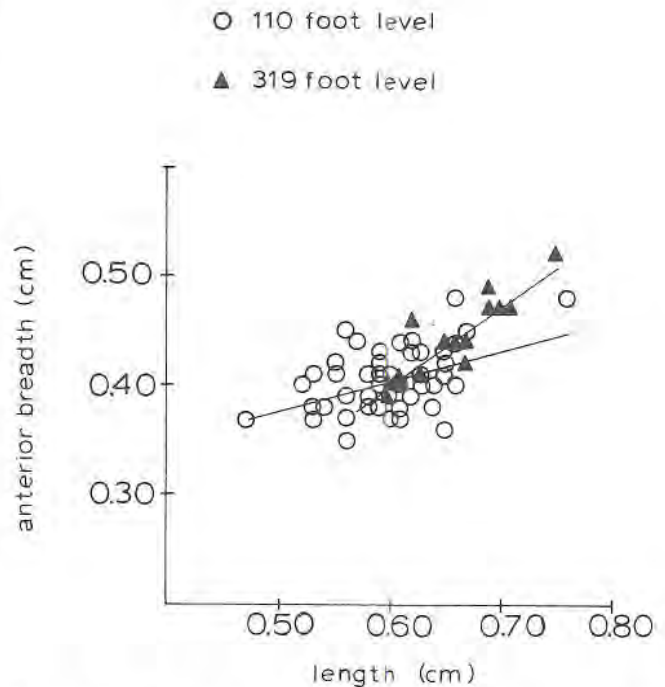 110 foot level
319 foot level
anterior breadth (cm)
0.50
0.40
0.30
0.50 0.60 0.70 0.80
length (cm)